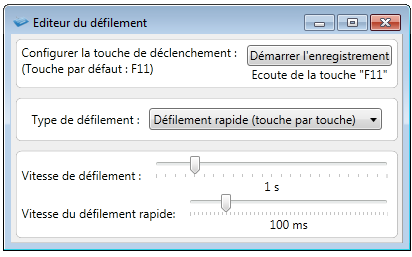 Editeur du défilement
Configurer la touche de déclenchement :
(Touche par défaut : F11)
Démarrer l'enregistrement
Ecoute de la touche "F11"
Type de défilement :
Défilement rapide (touche par touche)
Vitesse de défilement :
1 s
Vitesse du défilement rapide:
100 ms